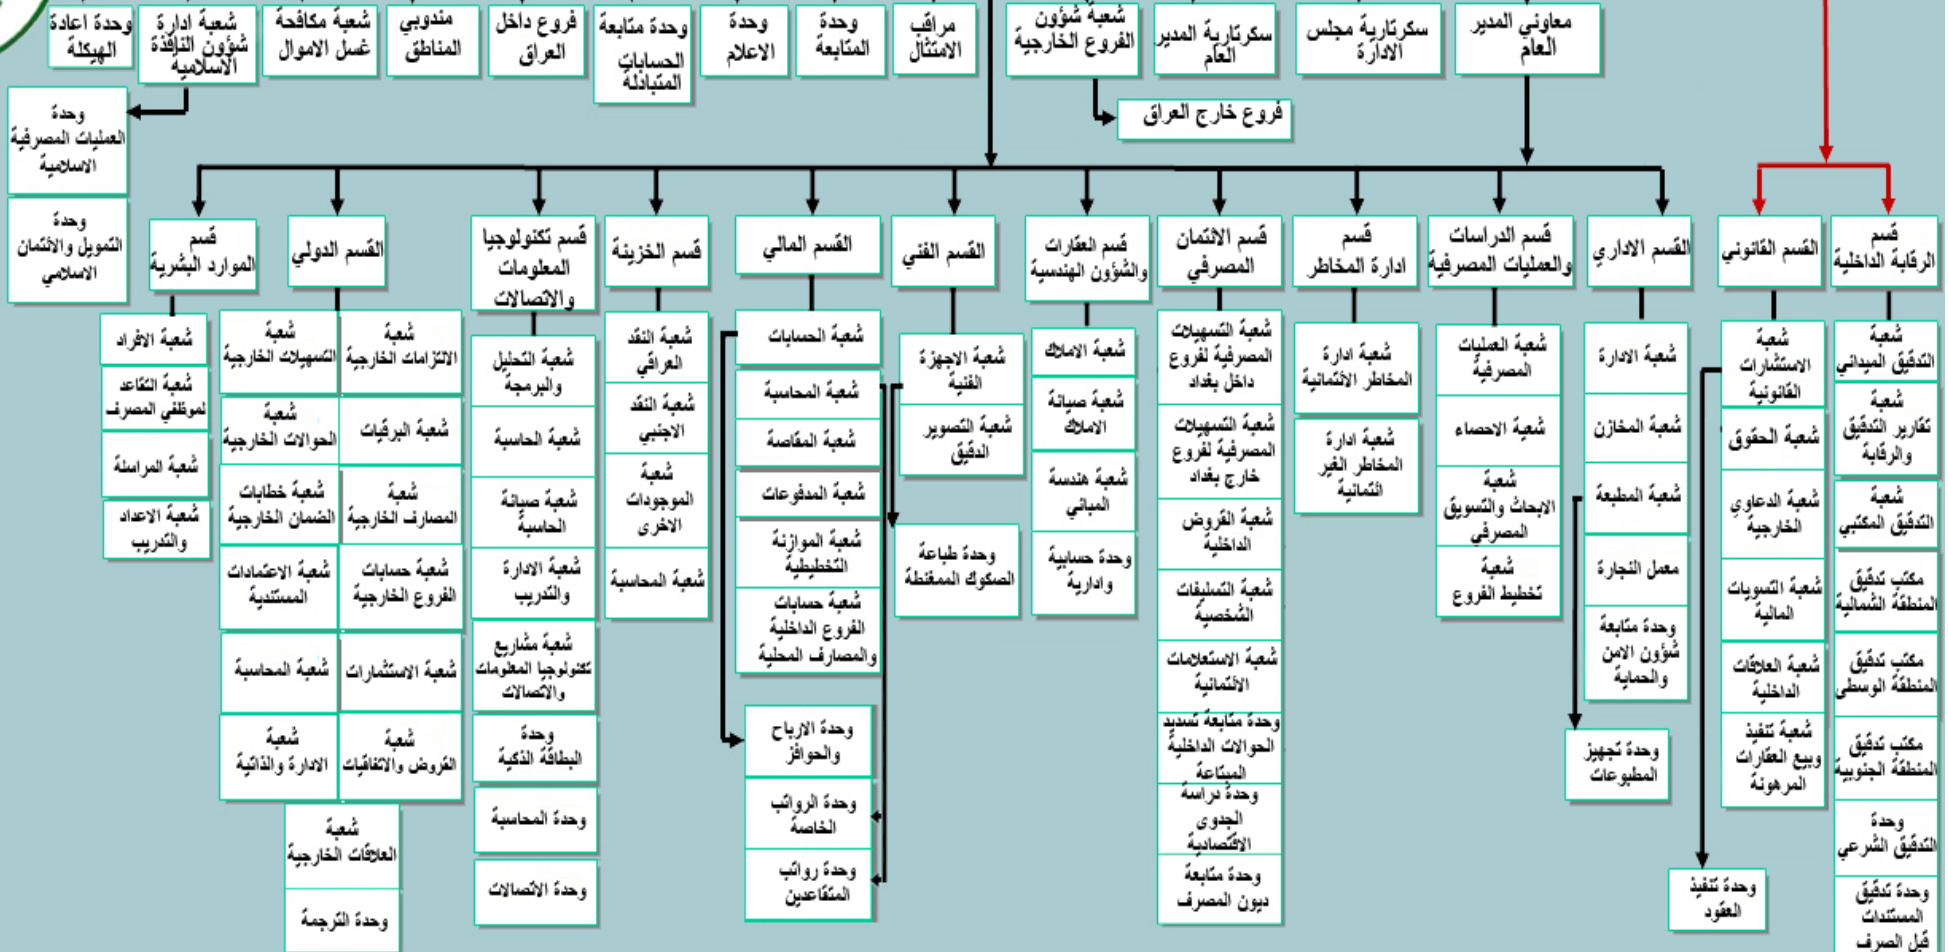 معاوني المدير
العام
سكرتارية مجلس
الادارة
سكرتارية المدير
العام
شعبة شؤون
الفروع الخارجية
مراقب
الامتثال
وحدة
المتابعة
وحدة
الاعلام
وحدة متابعة
الحسابات
المتبادلة
فروع داخل
العراق
مندوبي
المناطق
شعبة مكافحة
غسل الاموال
شعبة ادارة
شؤون النافذة
الاسلامية
وحدة اعادة
الهيكلة
فروع خارج العراق
وحدة
العمليات المصرفية
الاسلامية
وحدة
التمويل والائتمان
الاسلامي
قسم
الرقابة الداخلية
شعبة
التدقيق الميداني
شعبة
تقارير التدقيق
والرقابة
شعبة
التدقيق المكتبي
مكتب تدقيق
المنطقة الشمالية
مكتب تدقيق
المنطقة الوسطى
مكتب تدقيق
المنطقة الجنوبية
وحدة
التدقيق الشرعي
وحدة تدقيق
المستندات
قبل الصرف
القسم القانوني
شعبة
الاستشارات
القانونية
شعبة الحقوق
شعبة الدعاوي
الخارجية
شعبة التسويات
المالية
شعبة العلاقات
الداخلية
شعبة تنفيذ
وبيع العقارات
المرهونة
وحدة تنفيذ
العقود
القسم الاداري
شعبة الادارة
شعبة المخازن
شعبة المطبعة
معمل النجارة
وحدة متابعة
شؤون الامن
والحماية
وحدة تجهيز
المطبوعات
قسم الدراسات
والعمليات المصرفية
شعبة العمليات
المصرفية
شعبة الاحصاء
شعبة
الابحاث والتسويق
المصرفي
شعبة
تخطيط الفروع
قسم
ادارة المخاطر
شعبة ادارة
المخاطر الائتمانية
شعبة ادارة
المخاطر الغير
ائتمانية
قسم الائتمان
المصرفي
شعبة التسهيلات
المصرفية لفروع
داخل بغداد
شعبة التسهيلات
المصرفية لفروع
خارج بغداد
شعبة القروض
الداخلية
شعبة التسليفات
الشخصية
شعبة الاستعلامات
الائتمانية
وحدة متابعة تسديد
الحوالات الداخلية
المباعة
وحدة دراسة
الجدوى
الاقتصادية
وحدة متابعة
ديون المصرف
قسم العقارات
والشؤون الهندسية
شعبة الاملاك
شعبة صيانة
الاملاك
شعبة هندسة
المباني
وحدة حسابية
وادارية
القسم الفني
شعبة الاجهزة
الفنية
شعبة التصوير
الدقيق
وحدة طباعة
الصكوك الممغنطة
القسم المالي
شعبة الحسابات
شعبة المحاسبة
شعبة المقاصة
شعبة المدفوعات
شعبة الموازنة
التخطيطية
شعبة حسابات
الفروع الداخلية
والمصارف المحلية
وحدة الارباح
والحوافز
وحدة الرواتب
الخاصة
وحدة رواتب
المتقاعدين
قسم الخزينة
شعبة النقد
العراقي
شعبة النقد
الاجنبي
شعبة
الموجودات
الاخرى
شعبة المحاسبة
قسم تكنولوجيا
المعلومات
والاتصالات
شعبة التحليل
والبرمجة
شعبة الحاسبة
شعبة صيانة
الحاسبة
شعبة الادارة
والتدريب
شعبة مشاريع
تكنولوجيا المعلومات
والاتصالات
وحدة
البطاقة الذكية
وحدة المحاسبة
وحدة الاتصالات
القسم الدولي
شعبة
الالتزامات الخارجية
شعبة
التسهيلات الخارجية
شعبة البرقيات
شعبة
الحوالات الخارجية
شعبة
المصارف الخارجية
شعبة خطابات
الضمان الخارجية
شعبة حسابات
الفروع الخارجية
شعبة الاعتمادات
المستندية
شعبة الاستثمارات
شعبة المحاسبة
شعبة
القروض والاتفاقيات
شعبة
الادارة والذاتية
شعبة
العلاقات الخارجية
وحدة الترجمة
قسم
الموارد البشرية
شعبة الافراد
شعبة التقاعد
لموظفي المصرف
شعبة المراسلة
شعبة الاعداد
والتدريب